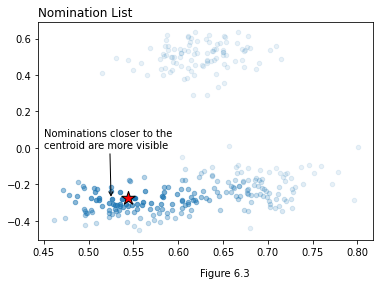 Nomination List
0.6
0.4
0.2
0.0
−0.2
−0.4
Nominations closer to the
centroid are more visible
0.45 0.50 0.55 0.60 0.65 0.70 0.75 0.80
Figure 6.3